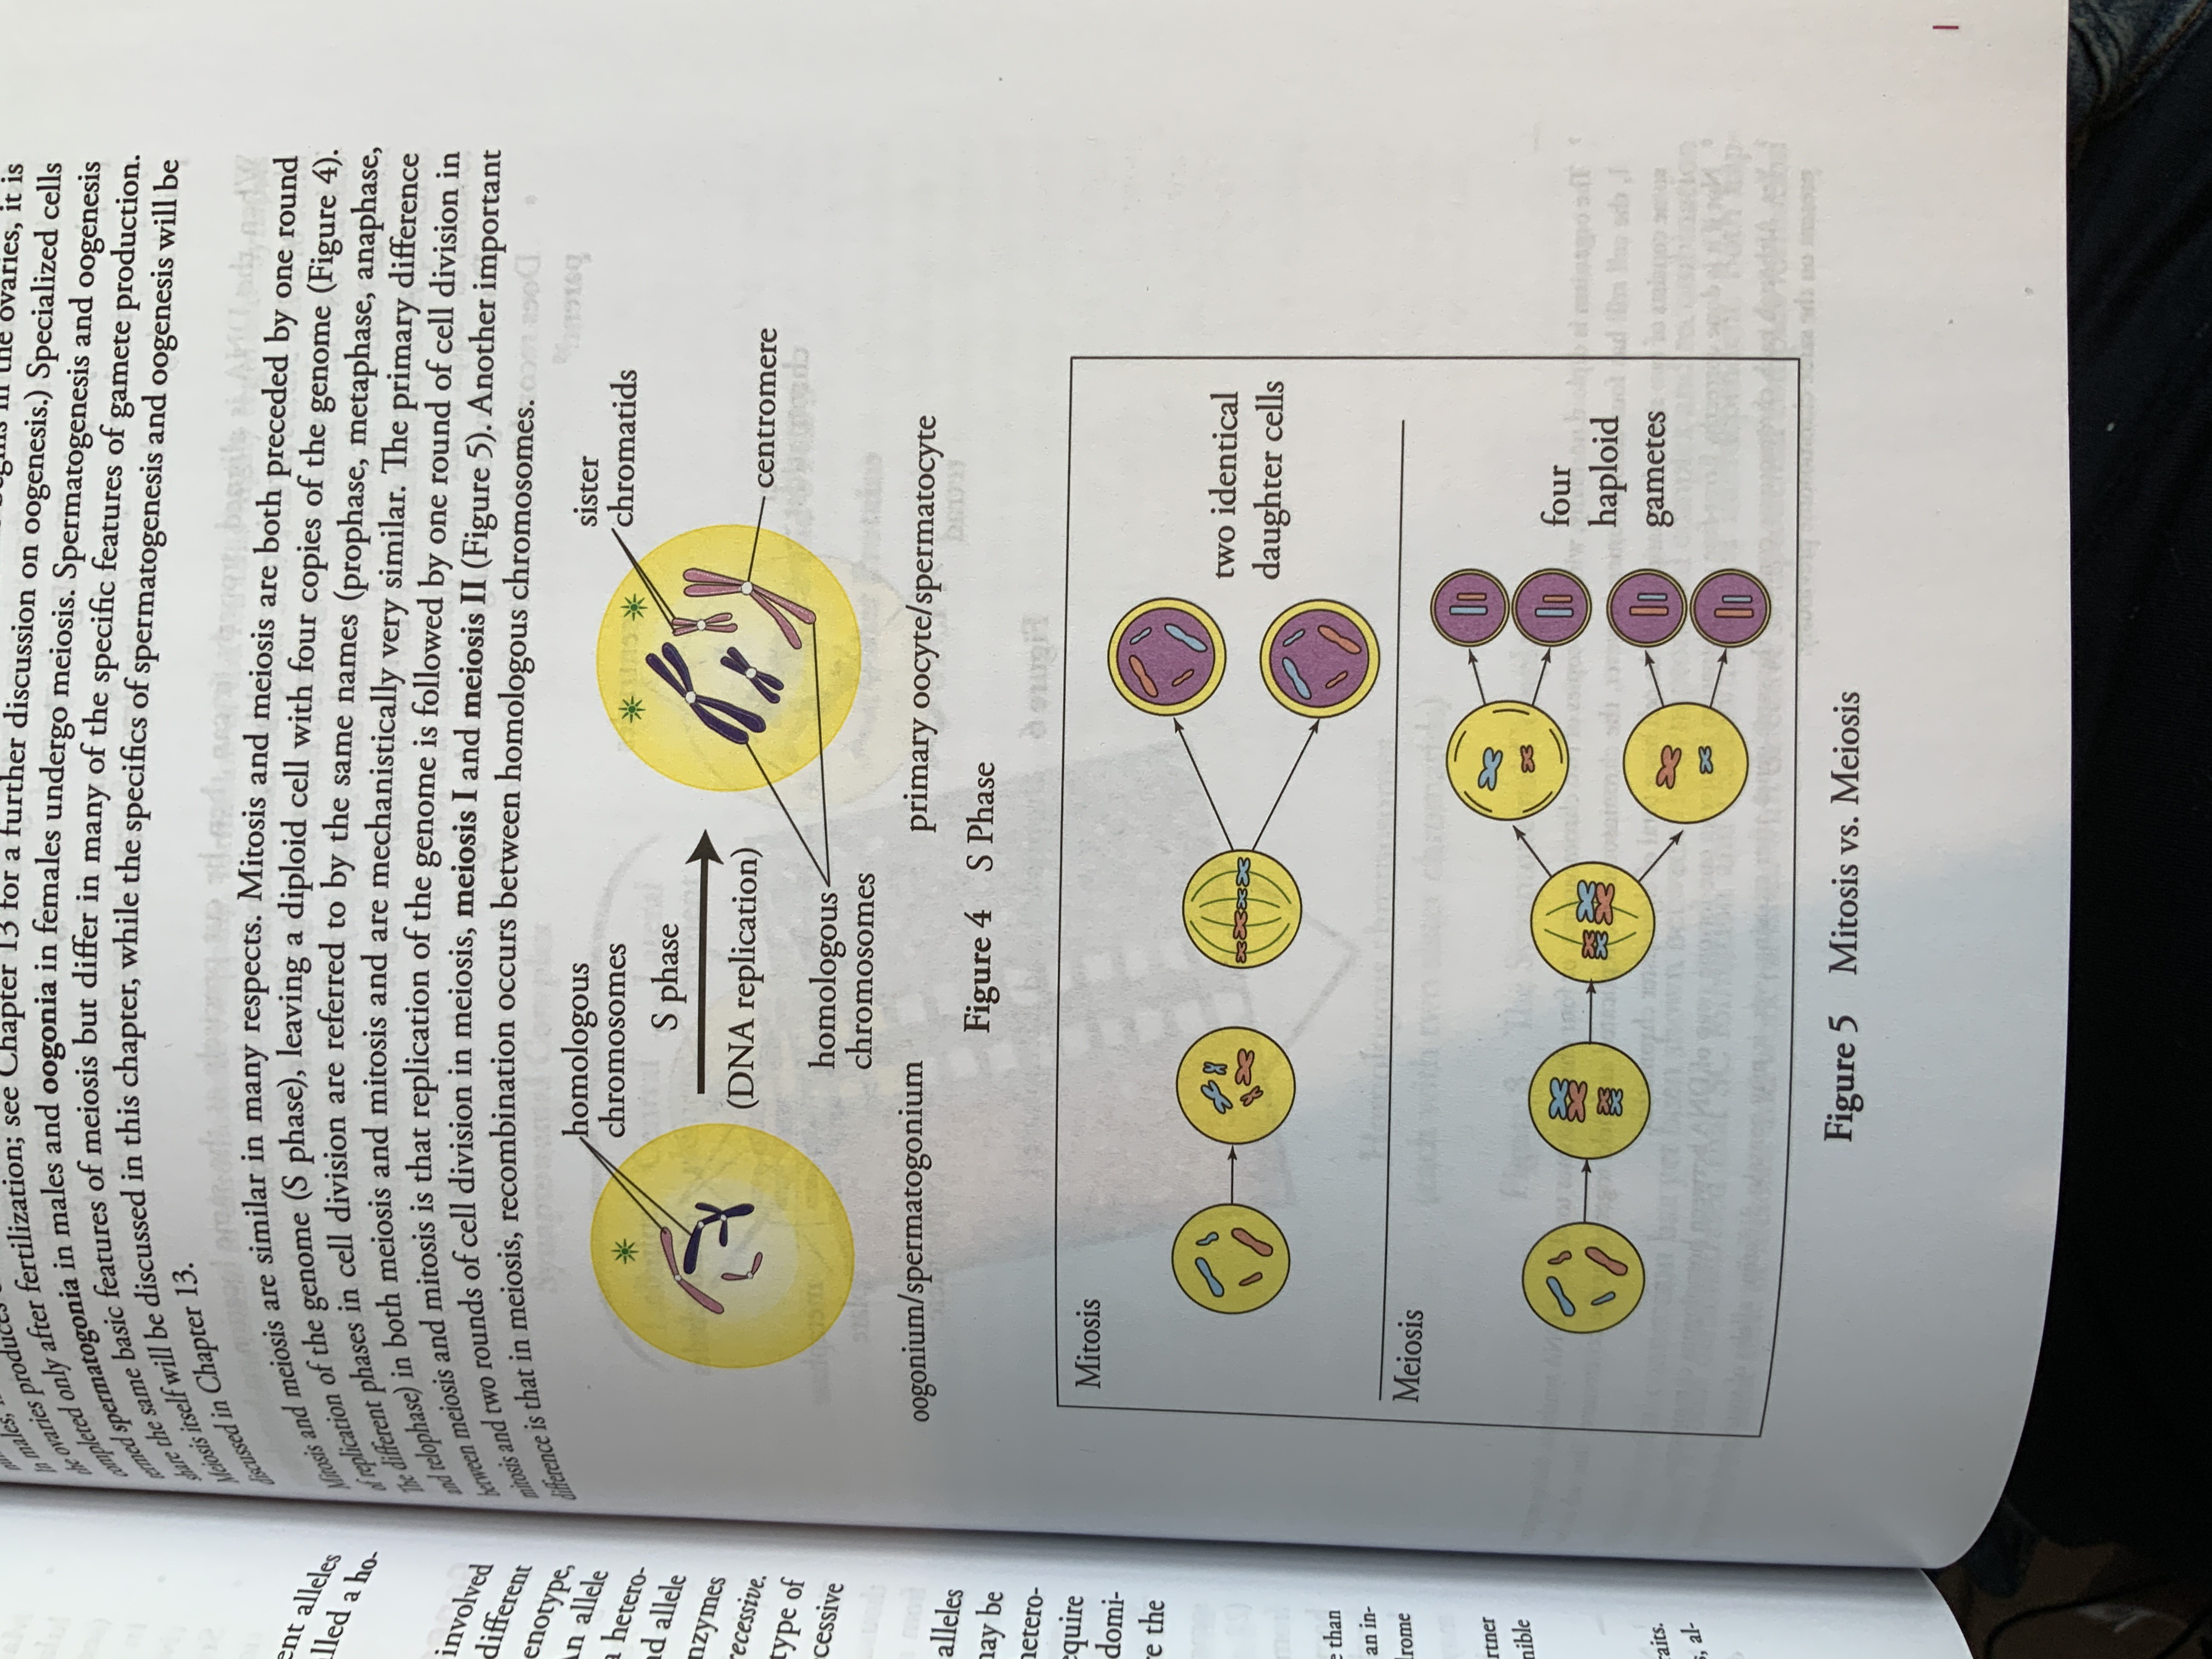 In males,
the ovaries produces the ovaries, it is
completed only after fertilization; see Chapter 13 for a further discussion on oogenesis.) Specialized cells
termed spermatogonia in males and oogonia in females undergo meiosis. Spermatogenesis and oogenesis
share the same basic features of meiosis but differ in many of the specific features of gamete production.
Meiosis itself will be discussed in this chapter, while the specifics of spermatogenesis and oogenesis will be
discussed in Chapter 13.
Mitosis and meiosis are similar in many respects. Mitosis and meiosis are both preceded by one round
of replication of the genome (S phase), leaving a diploid cell with four copies of the genome (Figure 4).
The different phases in cell division are referred to by the same names (prophase, metaphase, anaphase,
and telophase) in both meiosis and mitosis and are mechanistically very similar. The primary difference
between meiosis and mitosis is that replication of the genome is followed by one round of cell division in
mitosis and two rounds of cell division in meiosis, meiosis I and meiosis II (Figure 5). Another important
difference is that in meiosis, recombination occurs between homologous chromosomes.
homologous
chromosomes
S phase
(DNA replication)
sister
chromatids
centromere
homologous
chromosomes
oogonium/spermatogonium
primary oocyte/spermatocyte
Figure 4 S Phase
Mitosis
two identical
daughter cells
Meiosis
four
haploid
gametes
Figure 5 Mitosis vs. Meiosis
ent alleles
lled a ho-
involved
different
enotype,
An allele
a hetero-
nd allele
nzymes
recessive.
type of
cessive
alleles
may be
hetero-
equire
domi-
re the
e than
an in-
drome
rtner
nible
raits.
s, al-